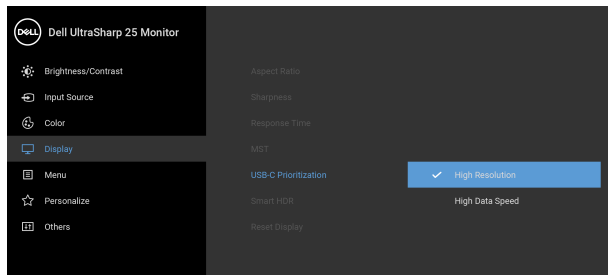 DELL Dell UltraSharp 25 Monitor
Brightness/Contrast
Input Source
Color
Display
Menu
Personalize
Others
Aspect Ratio
Sharpness
Response Time
MST
USB-C Prioritization
Smart HDR
Reset Display
High Resolution
High Data Speed